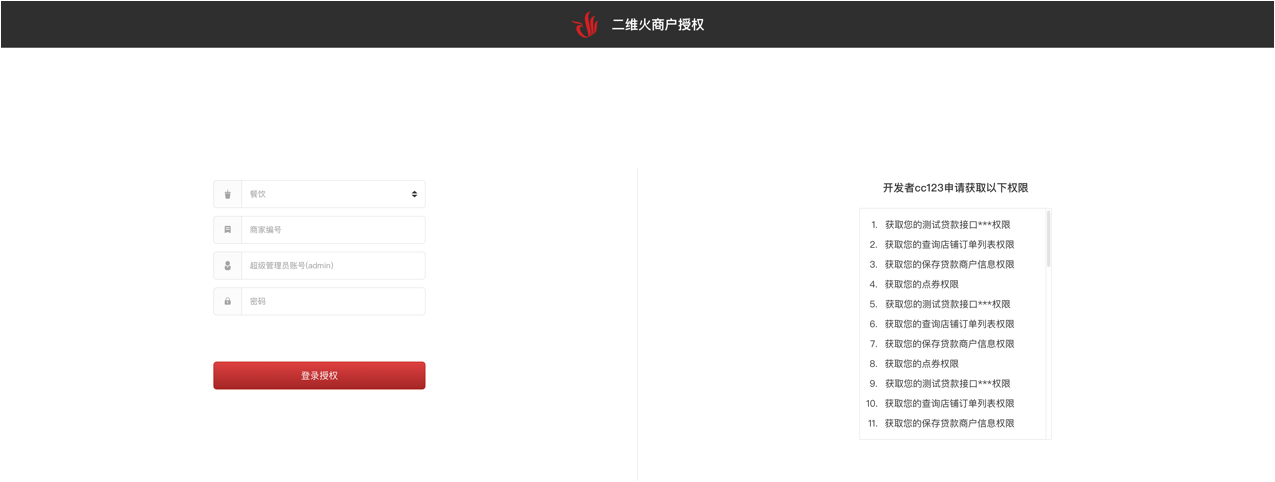 二维火商户授权
餐饮
商家编号
超级管理员账号(admin)
密码
登录授权
开发者cc123申请获取以下权限
1. 获取您的测试贷款接口***权限
2. 获取您的查询店铺订单列表权限
3. 获取您的保存贷款商户信息权限
4. 获取您的点券权限
5. 获取您的测试贷款接口***权限
6. 获取您的查询店铺订单列表权限
7. 获取您的保存贷款商户信息权限
8. 获取您的点券权限
9. 获取您的测试贷款接口***权限
10. 获取您的查询店铺订单列表权限
11. 获取您的保存贷款商户信息权限